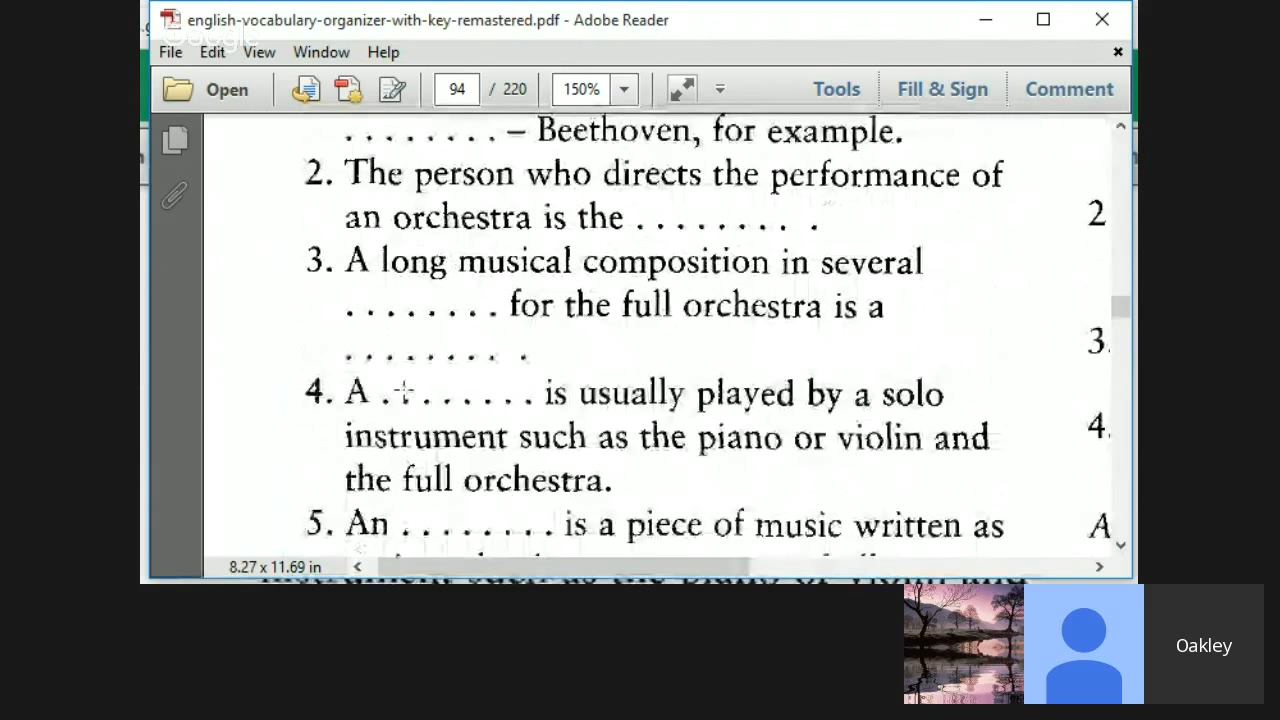 english-vocabulary-organizer-with-key-remastered.pdf - Adobe Reader
Google
File Edit View Window Help
Open 94 / 220 150% Tools Fill & Sign Comment
. . . . . . . . – Beethoven, for example.
2. The person who directs the performance of
an orchestra is the . . . . . . . . .
2
3. A long musical composition in several
. . . . . . . . for the full orchestra is a
. . . . . . . . .
3.
4. A . . . . . . . . is usually played by a solo
instrument such as the piano or violin and
4.
the full orchestra.
5. An . . . . . . . . is a piece of music written as
A
8.27 x 11.69 in
Oakley